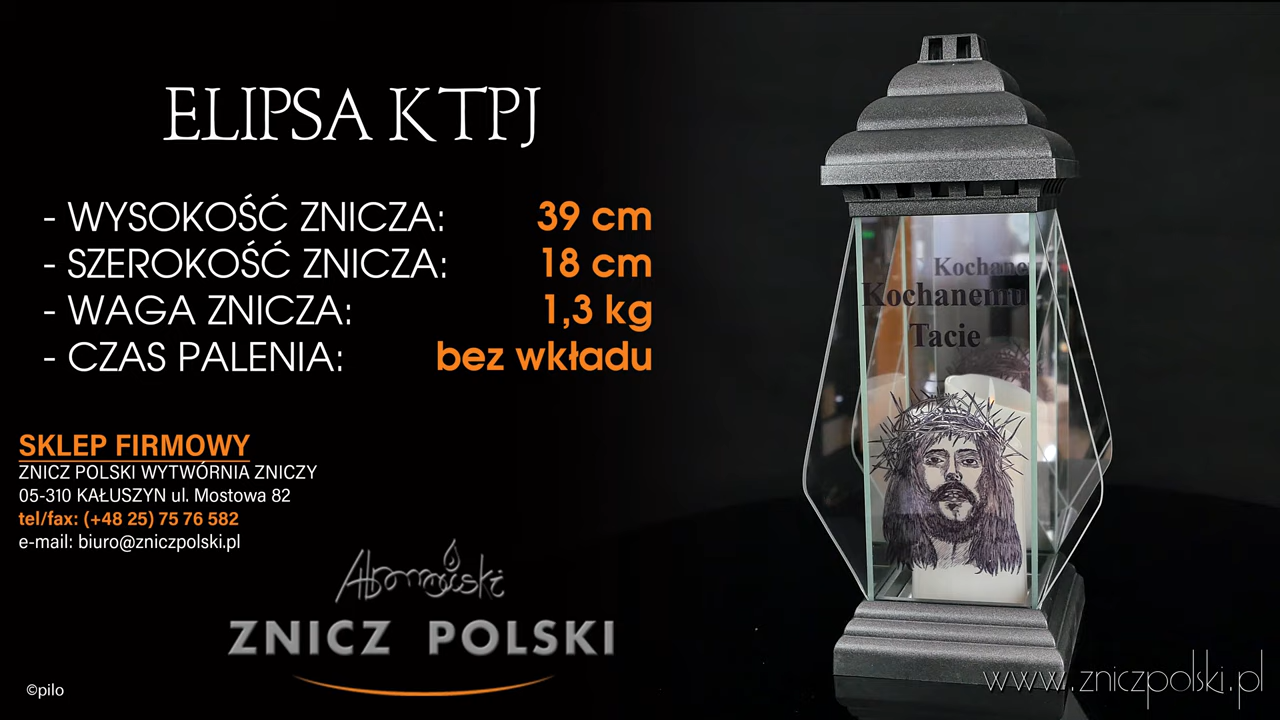 ELIPSA KTPJ
- WYSOKOŚĆ ZNICZA: 39 cm
- SZEROKOŚĆ ZNICZA: 18 cm
- WAGA ZNICZA: 1,3 kg
- CZAS PALENIA: bez wkładu
SKLEP FIRMOWY
ZNICZ POLSKI WYTWÓRNIA ZNICZY
05-310 KAŁUSZYN ul. Mostowa 82
tel/fax: (+48 25) 75 76 582
e-mail: biuro@zniczpolski.pl
ZNICZ POLSKI
©pilo
Kochanemu
Tacie
www.zniczpolski.pl